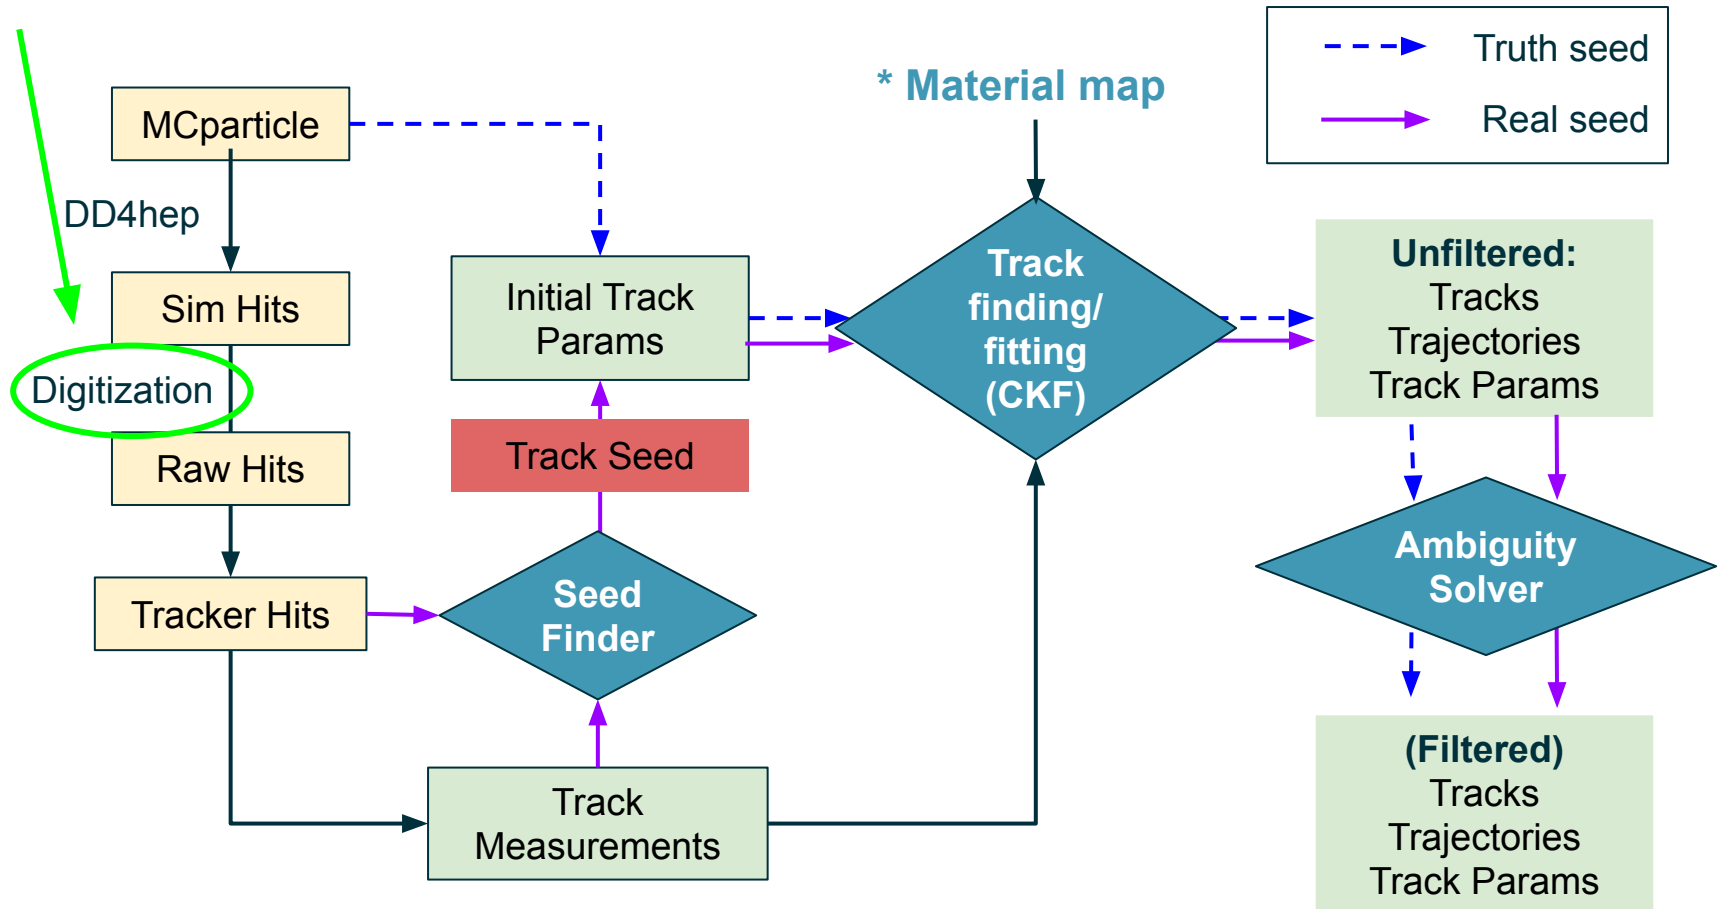 Truth seed
Real seed
* Material map
MCparticle
DD4hep
Sim Hits
Digitization
Raw Hits
Tracker Hits
Initial Track
Params
Track Seed
Seed
Finder
Track
Measurements
Track
finding/
fitting
(CKF)
Unfiltered:
Tracks
Trajectories
Track Params
Ambiguity
Solver
(Filtered)
Tracks
Trajectories
Track Params